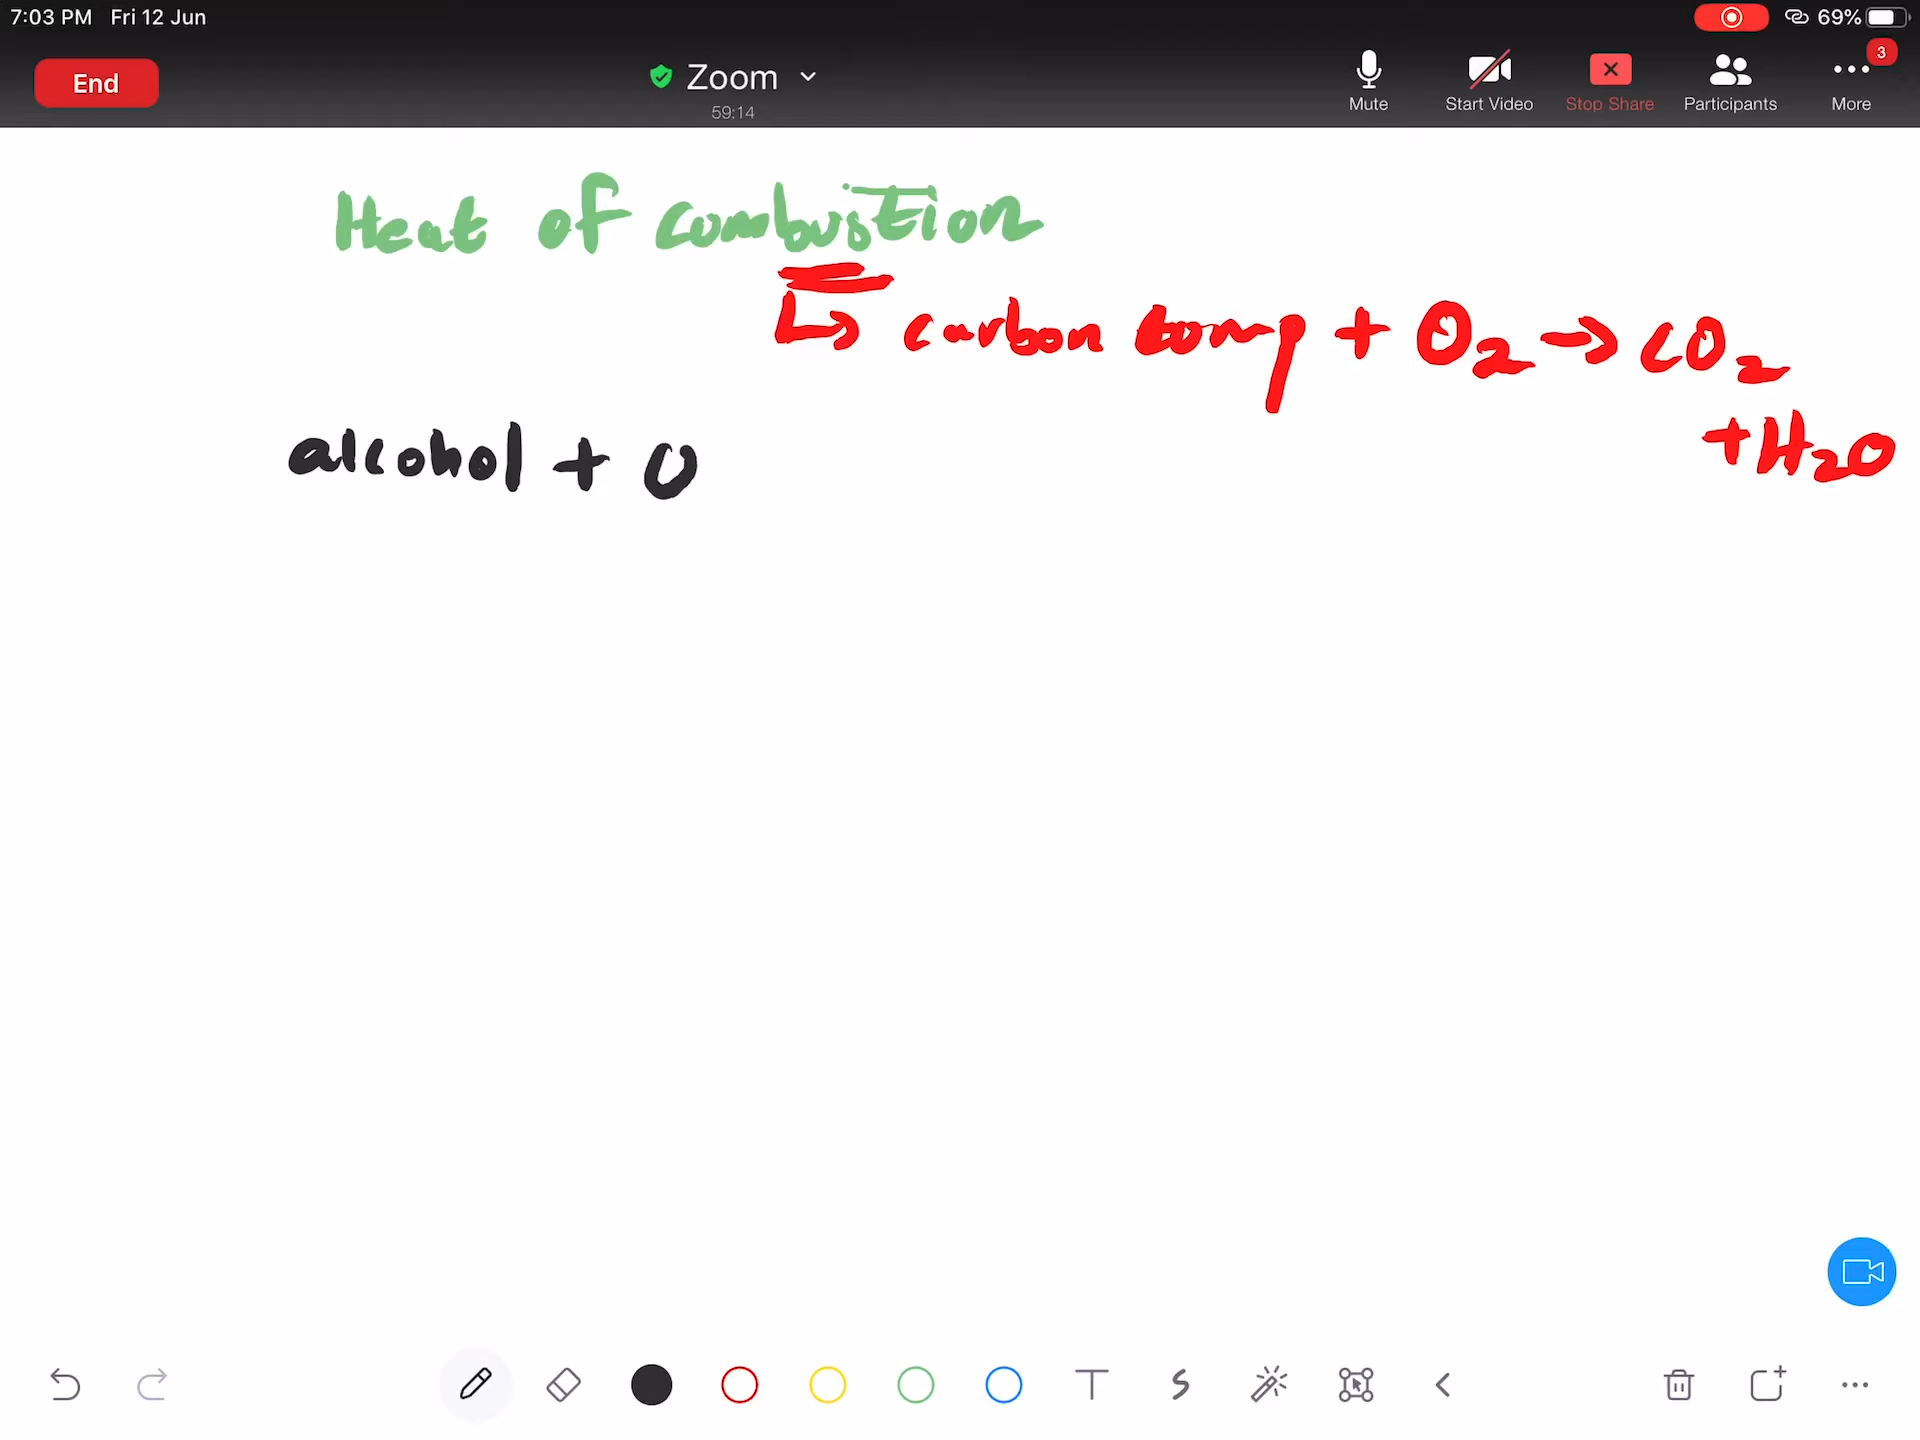 7:03 PM Fri 12 Jun
69%
End
Zoom
59:14
Mute
Start Video
Stop Share
Participants
3
More
Heat of combustion
↳ carbon comp + O₂ → CO₂
+ H₂O
alcohol + O
T